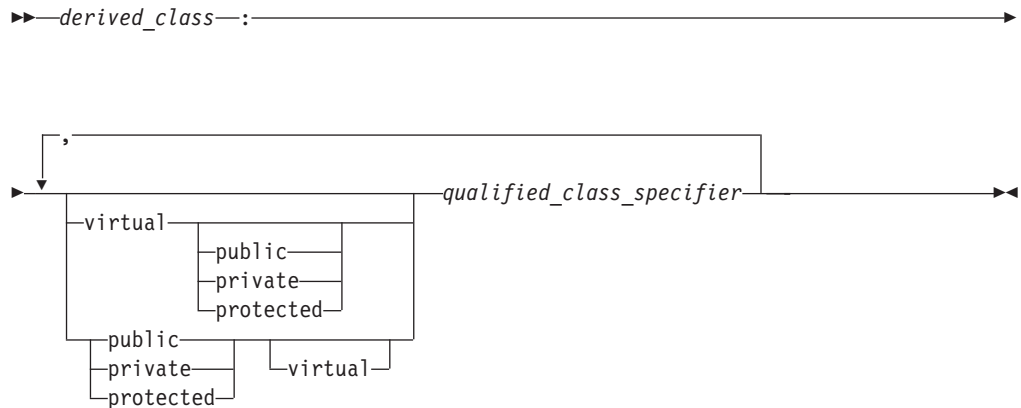 derived_class :
,
qualified_class_specifier
virtual
public
private
protected
public
private
virtual
protected